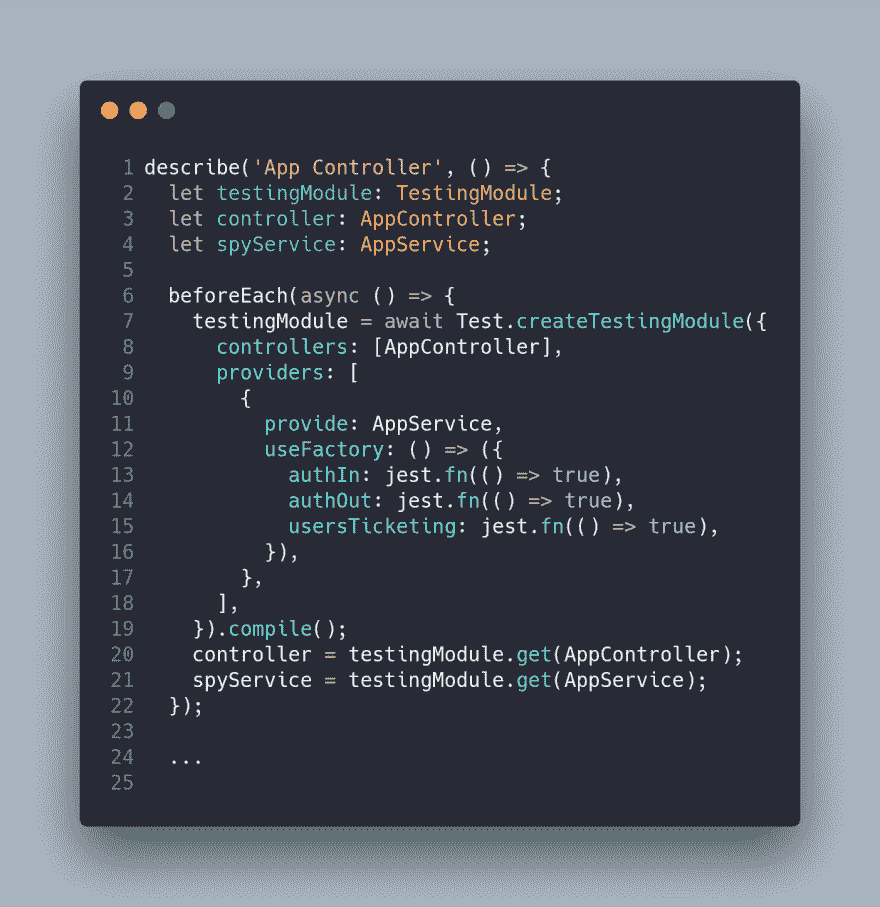 1 describe('App Controller', () => {
2   let testingModule: TestingModule;
3   let controller: AppController;
4   let spyService: AppService;
5
6   beforeEach(async () => {
7     testingModule = await Test.createTestingModule({
8       controllers: [AppController],
9       providers: [
10         {
11           provide: AppService,
12           useFactory: () => ({
13             authIn: jest.fn(() => true),
14             authOut: jest.fn(() => true),
15             usersTicketing: jest.fn(() => true),
16           }),
17         },
18       ],
19     }).compile();
20     controller = testingModule.get(AppController);
21     spyService = testingModule.get(AppService);
22   });
23
24   ...
25